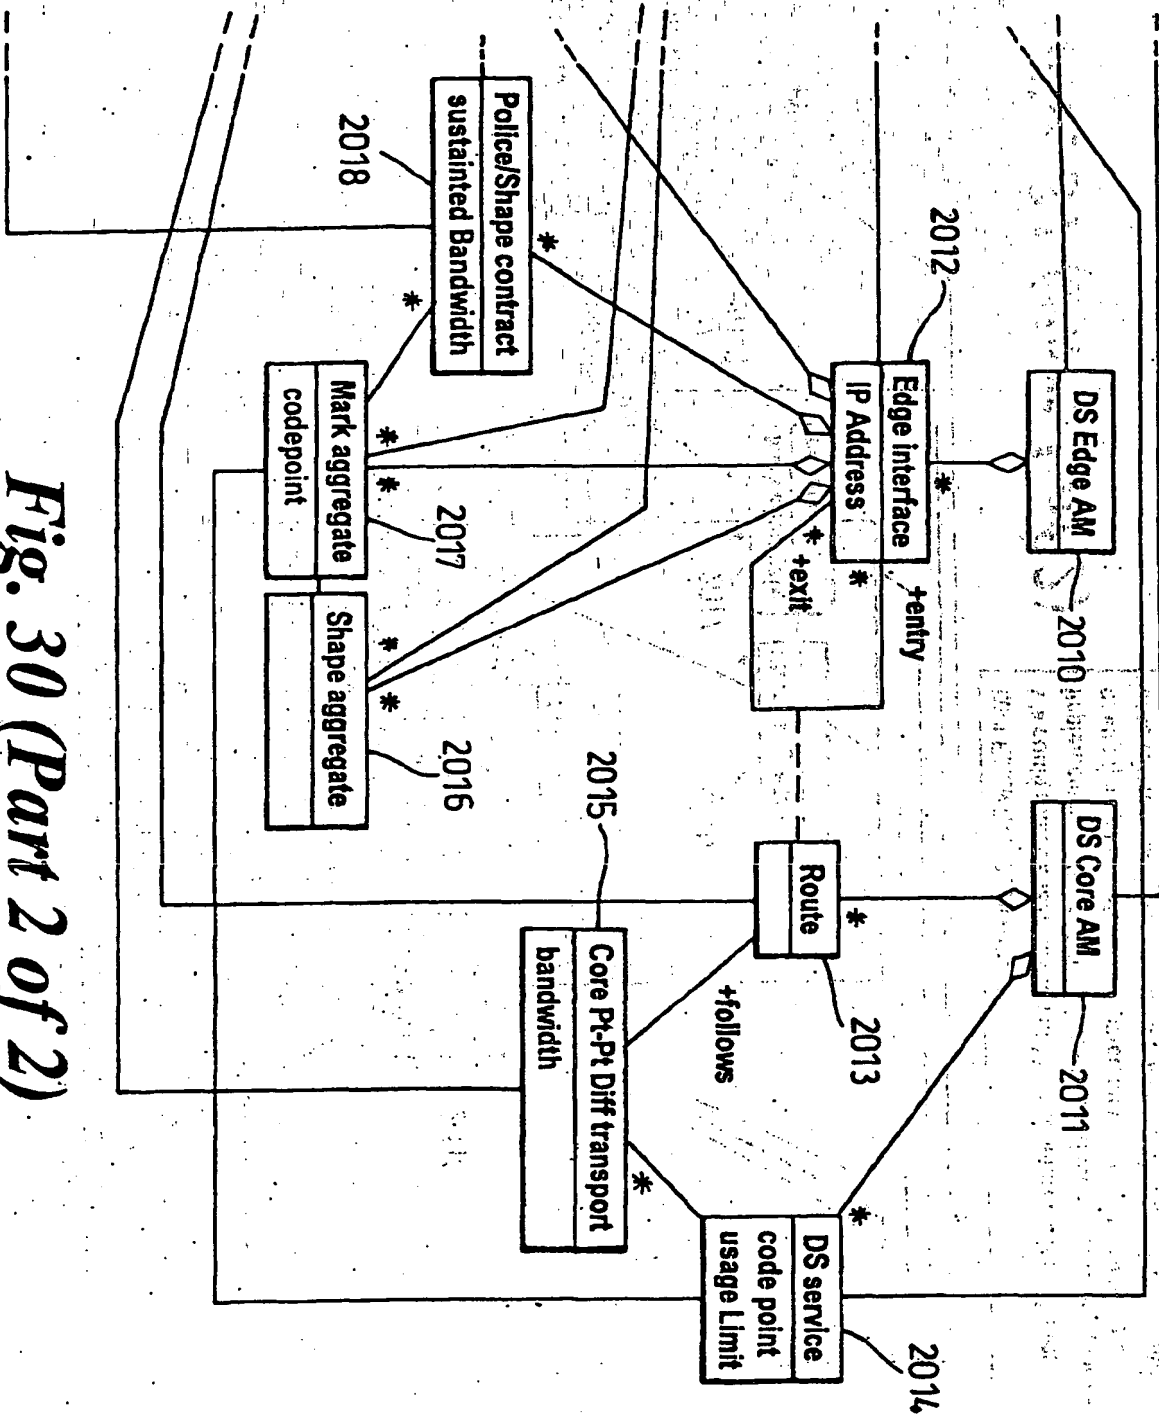 DS Edge AM
2010
DS Core AM
2011
2012
Edge interface
IP Address
*
+entry
*
*
+exit
Route
*
2013
+follows
DS service
code point
usage Limit
*
2014
Police/Shape contract
sustainted Bandwidth
*
*
2018
Core Pt-Pt Diff transport
bandwidth
*
2015
Mark aggregate
codepoint
*
*
2017
Shape aggregate
*
*
2016
Fig. 30 (Part 2 of 2)